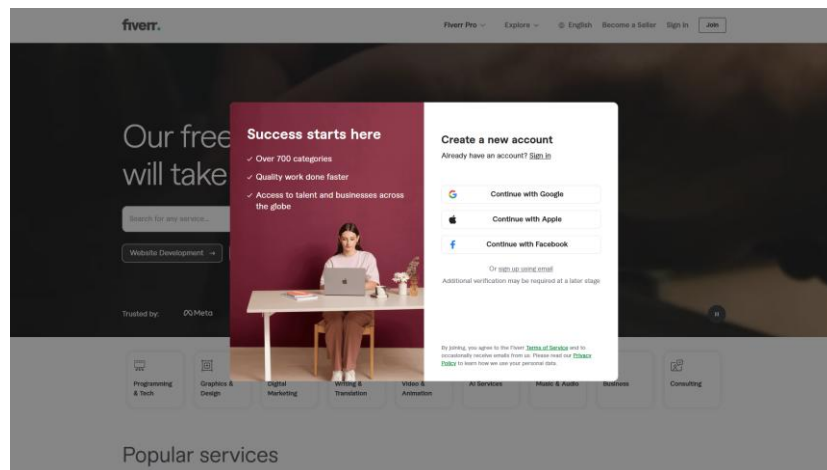 fiverr.
Fiverr Pro
Explore
English
Become a Seller
Sign in
Join
Our free
will take
Search for any service...
Website Development →
Trusted by:
Meta
Success starts here
✓ Over 700 categories
✓ Quality work done faster
✓ Access to talent and businesses across
the globe
Create a new account
Already have an account? Sign in
Continue with Google
Continue with Apple
Continue with Facebook
Or sign up using email
Additional verification may be required at a later stage
By joining, you agree to the Fiverr Terms of Service and to
occasionally receive emails from us. Please read our Privacy
Policy to learn how we use your personal data.
Programming
& Tech
Graphics &
Design
Digital
Marketing
Writing &
Translation
Video &
Animation
AI Services
Music & Audio
Business
Consulting
Popular services